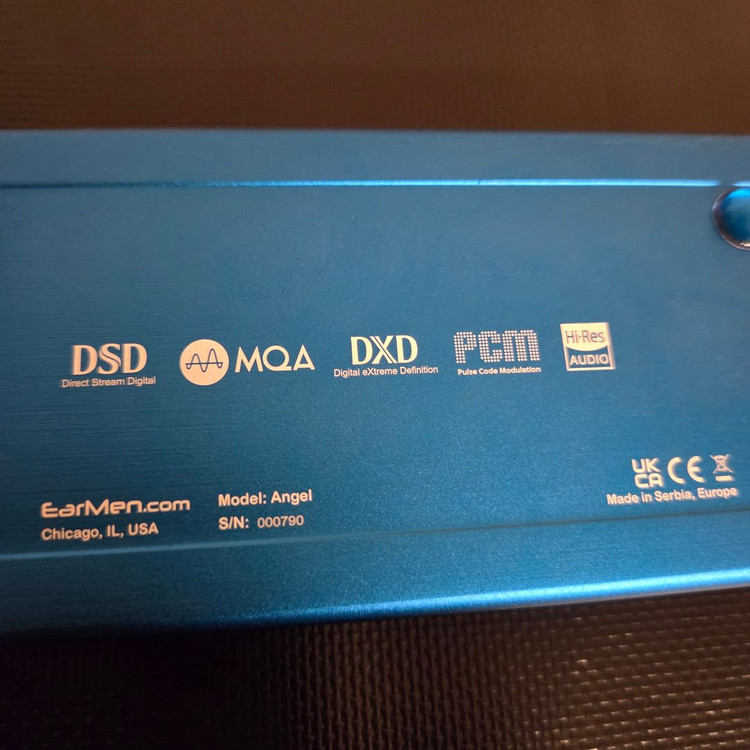 DSD
Direct Stream Digital
MQA
DXD
Digital eXtreme Definition
PCM
Pulse Code Modulation
Hi-Res
AUDIO
EarMen.com
Chicago, IL, USA
Model: Angel
S/N: 000790
UK
CA
CE
Made in Serbia, Europe